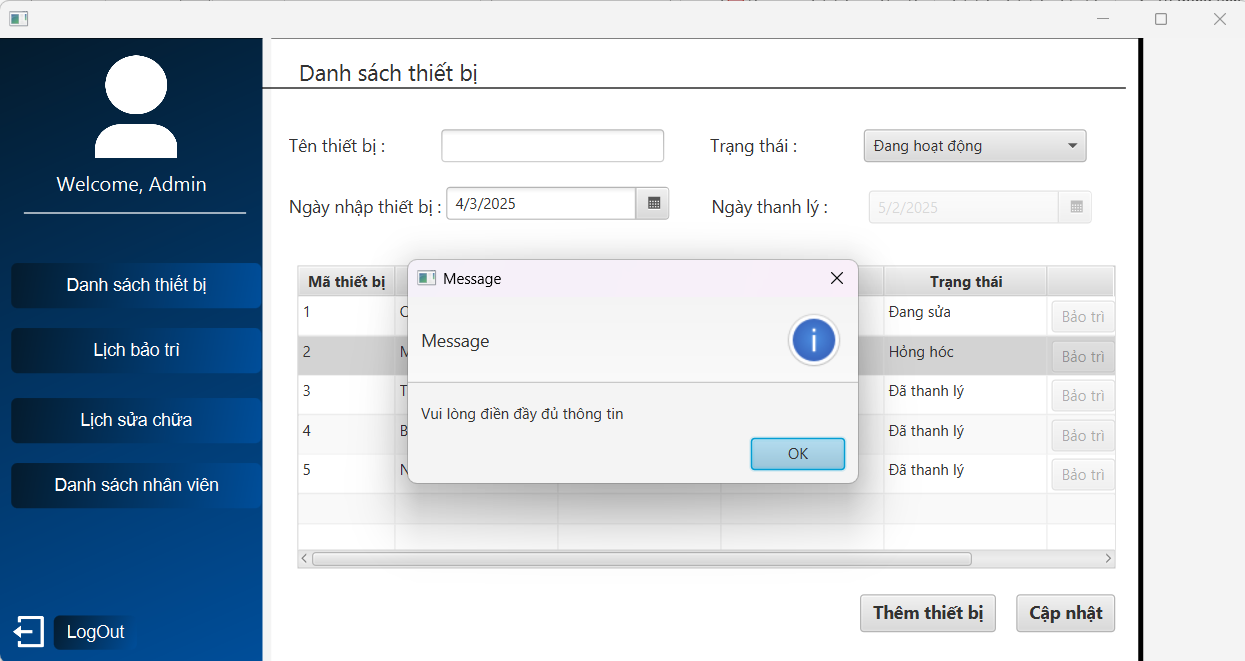 Welcome, Admin
Danh sách thiết bị
Lịch bảo trì
Lịch sửa chữa
Danh sách nhân viên
LogOut
Danh sách thiết bị
Tên thiết bị :
Trạng thái :
Đang hoạt động
Ngày nhập thiết bị :
4/3/2025
Ngày thanh lý :
5/2/2025
Mã thiết bị
Trạng thái
1
Đang sửa
Bảo trì
2
Hỏng hóc
Bảo trì
3
Đã thanh lý
Bảo trì
4
Đã thanh lý
Bảo trì
5
Đã thanh lý
Bảo trì
Message
Message
Vui lòng điền đầy đủ thông tin
OK
Thêm thiết bị
Cập nhật